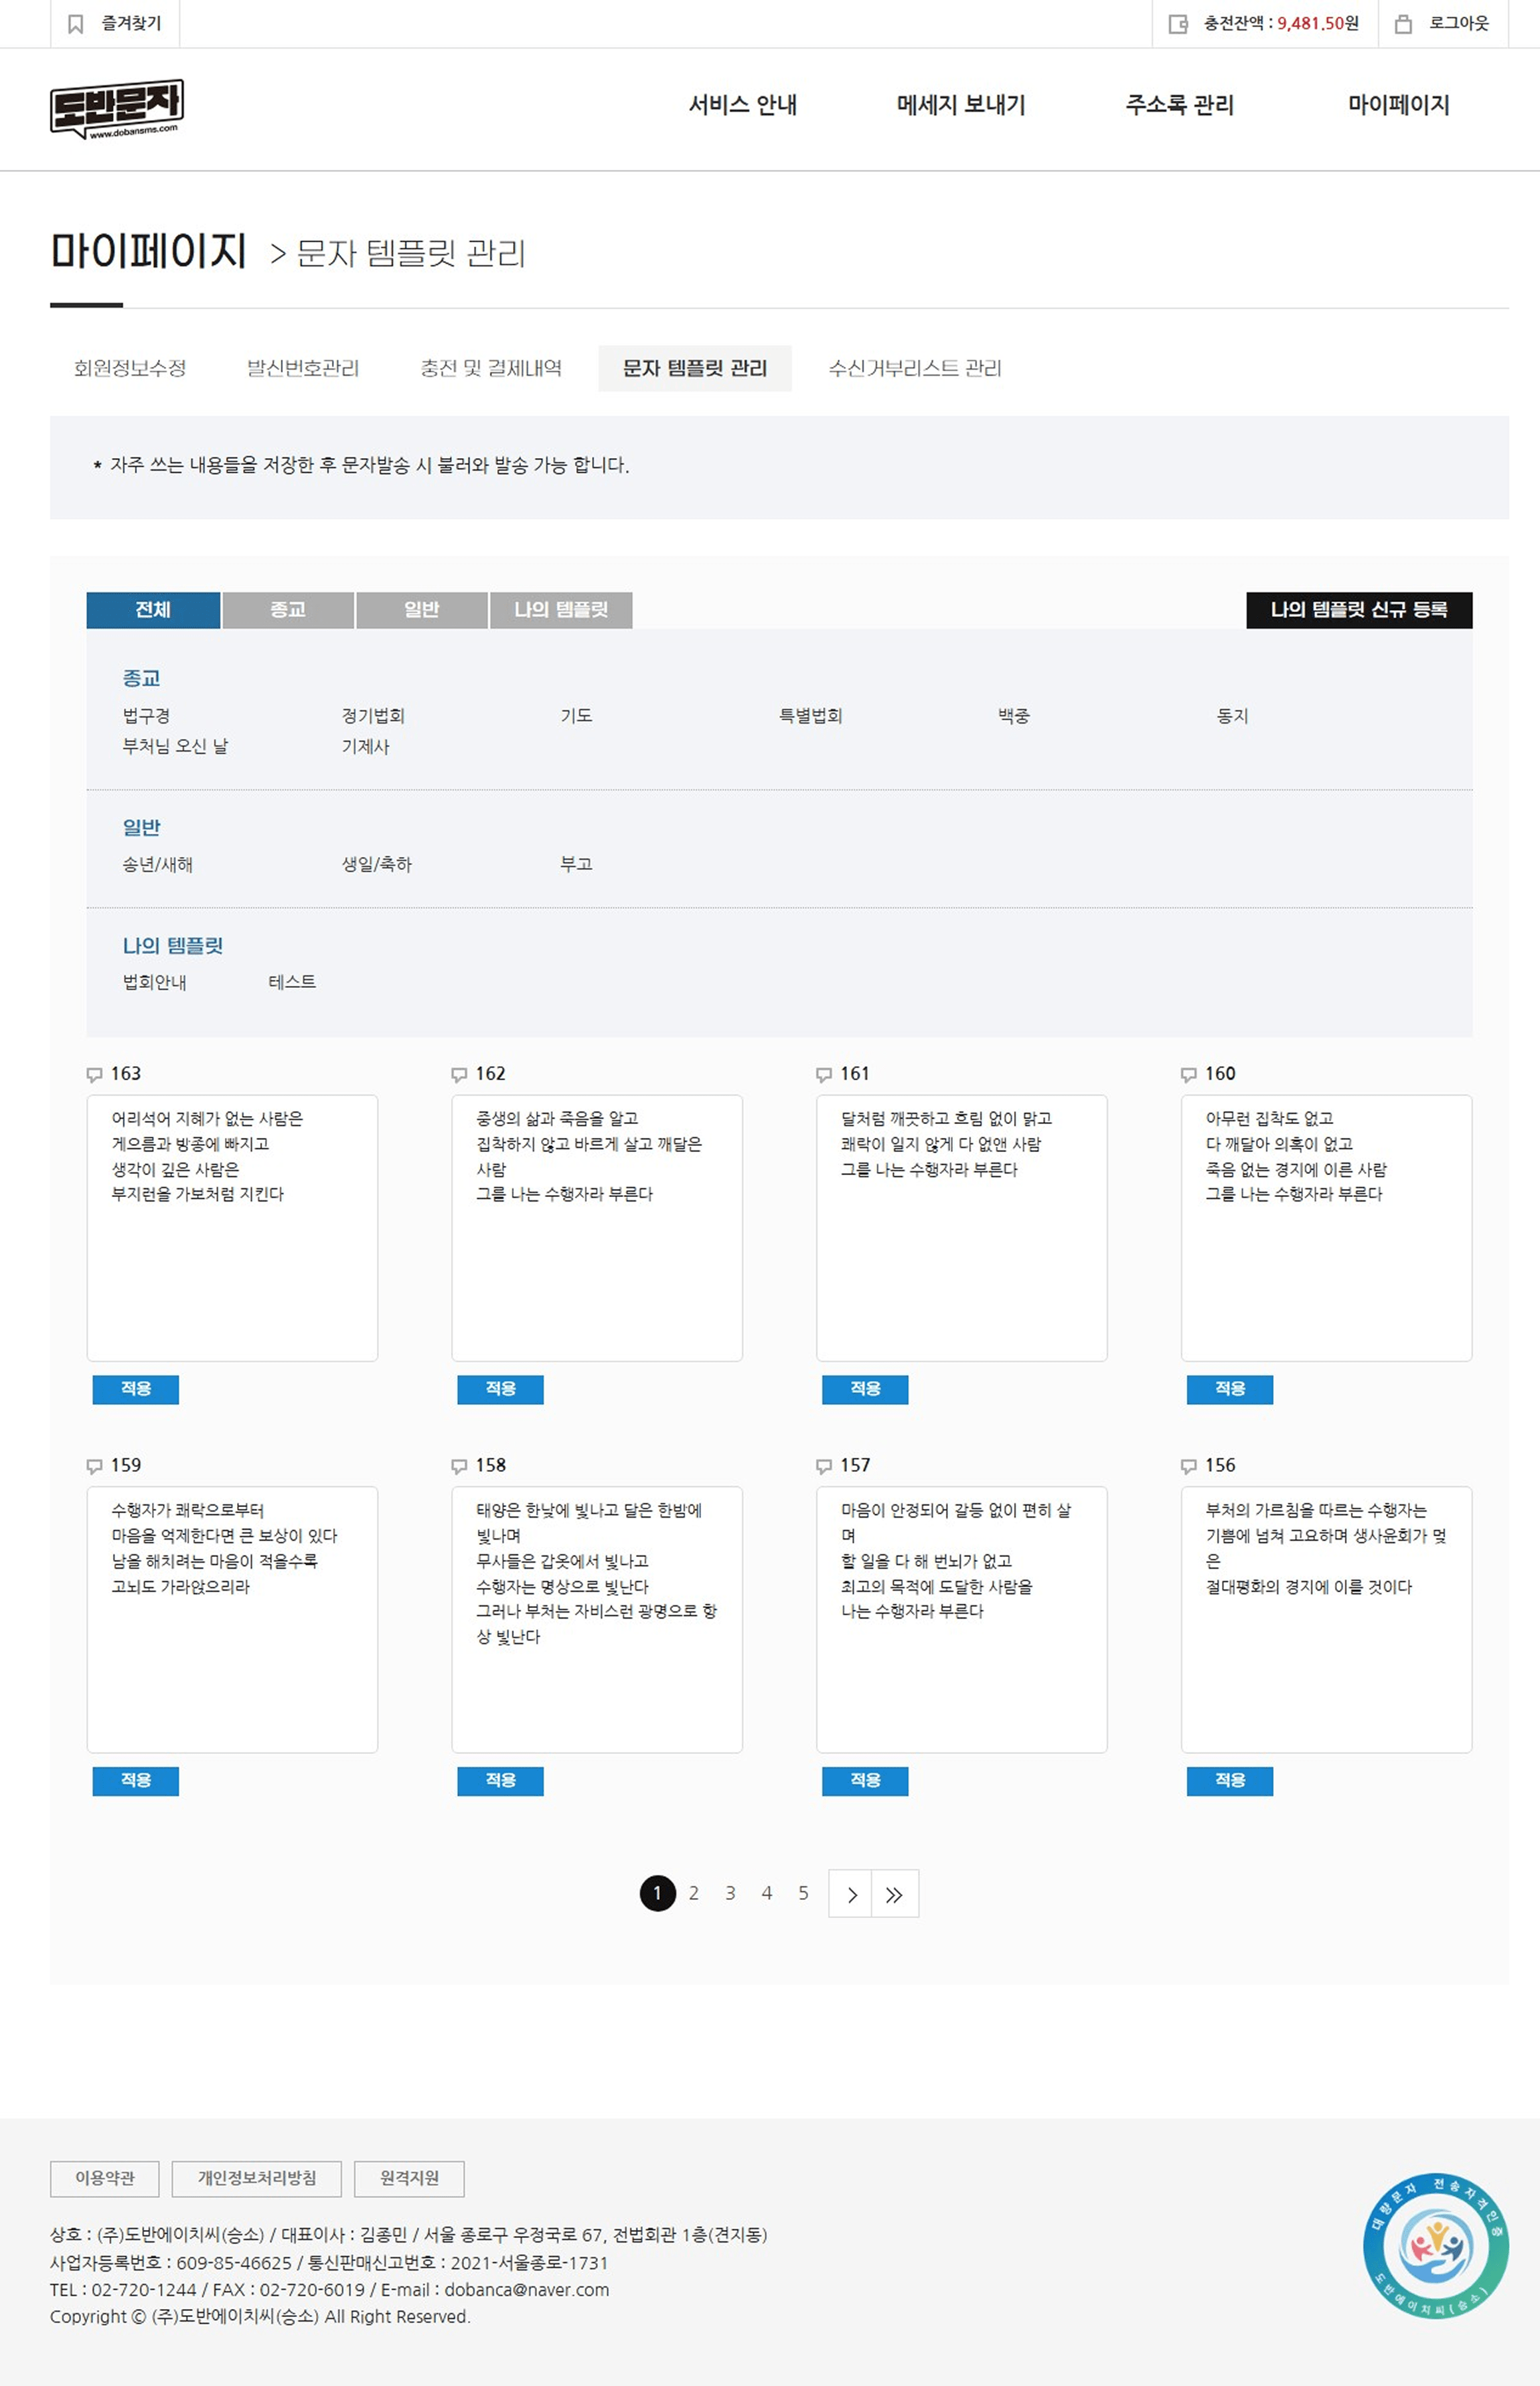 즐겨찾기
충전잔액 : 9,481.50원
로그아웃
도반문자
www.dobansms.com
서비스 안내
메세지 보내기
주소록 관리
마이페이지
마이페이지 > 문자 템플릿 관리
회원정보수정
발신번호관리
충전 및 결제내역
문자 템플릿 관리
수신거부리스트 관리
* 자주 쓰는 내용들을 저장한 후 문자발송 시 불러와 발송 가능 합니다.
전체
종교
일반
나의 템플릿
나의 템플릿 신규 등록
종교
법구경
정기법회
기도
특별법회
백중
동지
부처님 오신 날
기제사
일반
송년/새해
생일/축하
부고
나의 템플릿
법회안내
테스트
163
어리석어 지혜가 없는 사람은
게으름과 방종에 빠지고
생각이 깊은 사람은
부지런을 가보처럼 지킨다
적용
162
중생의 삶과 죽음을 알고
집착하지 않고 바르게 살고 깨달은
사람
그를 나는 수행자라 부른다
적용
161
달처럼 깨끗하고 흐림 없이 맑고
쾌락이 일지 않게 다 없앤 사람
그를 나는 수행자라 부른다
적용
160
아무런 집착도 없고
다 깨달아 의혹이 없고
죽음 없는 경지에 이른 사람
그를 나는 수행자라 부른다
적용
159
수행자가 쾌락으로부터
마음을 억제한다면 큰 보상이 있다
남을 해치려는 마음이 적을수록
고뇌도 가라앉으리라
적용
158
태양은 한낮에 빛나고 달은 한밤에
빛나며
무사들은 갑옷에서 빛나고
수행자는 명상으로 빛난다
그러나 부처는 자비스런 광명으로 항
상 빛난다
적용
157
마음이 안정되어 갈등 없이 편히 살
며
할 일을 다 해 번뇌가 없고
최고의 목적에 도달한 사람을
나는 수행자라 부른다
적용
156
부처의 가르침을 따르는 수행자는
기쁨에 넘쳐 고요하며 생사윤회가 멎
은
절대평화의 경지에 이를 것이다
적용
1 2 3 4 5
이용약관
개인정보처리방침
원격지원
상호 : (주)도반에이치씨(승소) / 대표이사 : 김종민 / 서울 종로구 우정국로 67, 전법회관 1층(견지동)
사업자등록번호 : 609-85-46625 / 통신판매신고번호 : 2021-서울종로-1731
TEL : 02-720-1244 / FAX : 02-720-6019 / E-mail : dobanca@naver.com
Copyright © (주)도반에이치씨(승소) All Right Reserved.
대량문자 전송자격인증
도반에이치씨(승소)